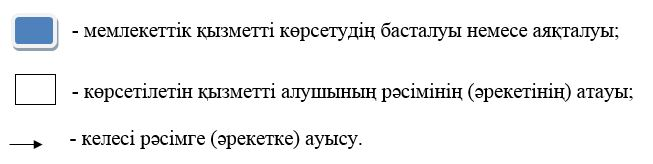 - мемлекеттік қызметті көрсетудің басталуы немесе аяқталуы;
- көрсетілетін қызметті алушының рәсімінің (әрекетінің) атауы;
- келесі рәсімге (әрекетке) ауысу.